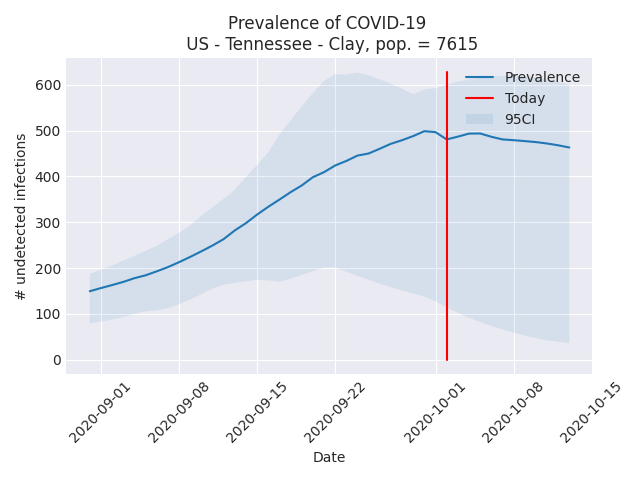 Prevalence of COVID-19
US - Tennessee - Clay, pop. = 7615
600
500
400
300
200
100
0
# undetected infections
Prevalence
Today
95CI
2020-09-01
2020-09-08
2020-09-15
2020-09-22
2020-10-01
2020-10-08
2020-10-15
Date